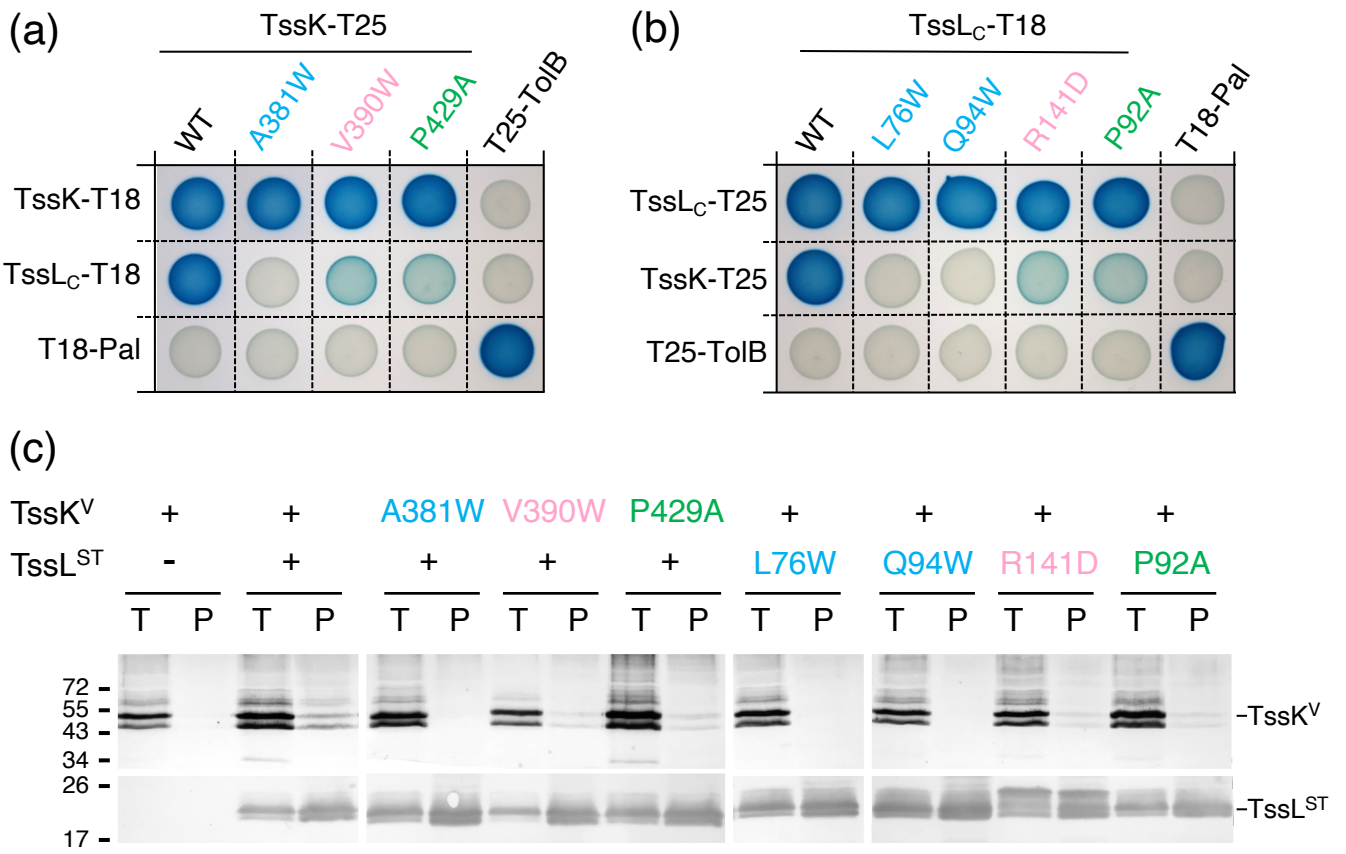 (a)
TssK-T25
WT A381W V390W P429A T25-TolB
TssK-T18
TssLC-T18
T18-Pal
(b)
TssLC-T18
WT L76W Q94W R141D P92A T18-Pal
TssLC-T25
TssK-T25
T25-TolB
(c)
TssKV + + A381W V390W P429A + + + +
TssLST - + + + + L76W Q94W R141D P92A
T P T P T P T P T P T P T P T P T P
72
55
43
34
26
17
-TssKV
-TssLST